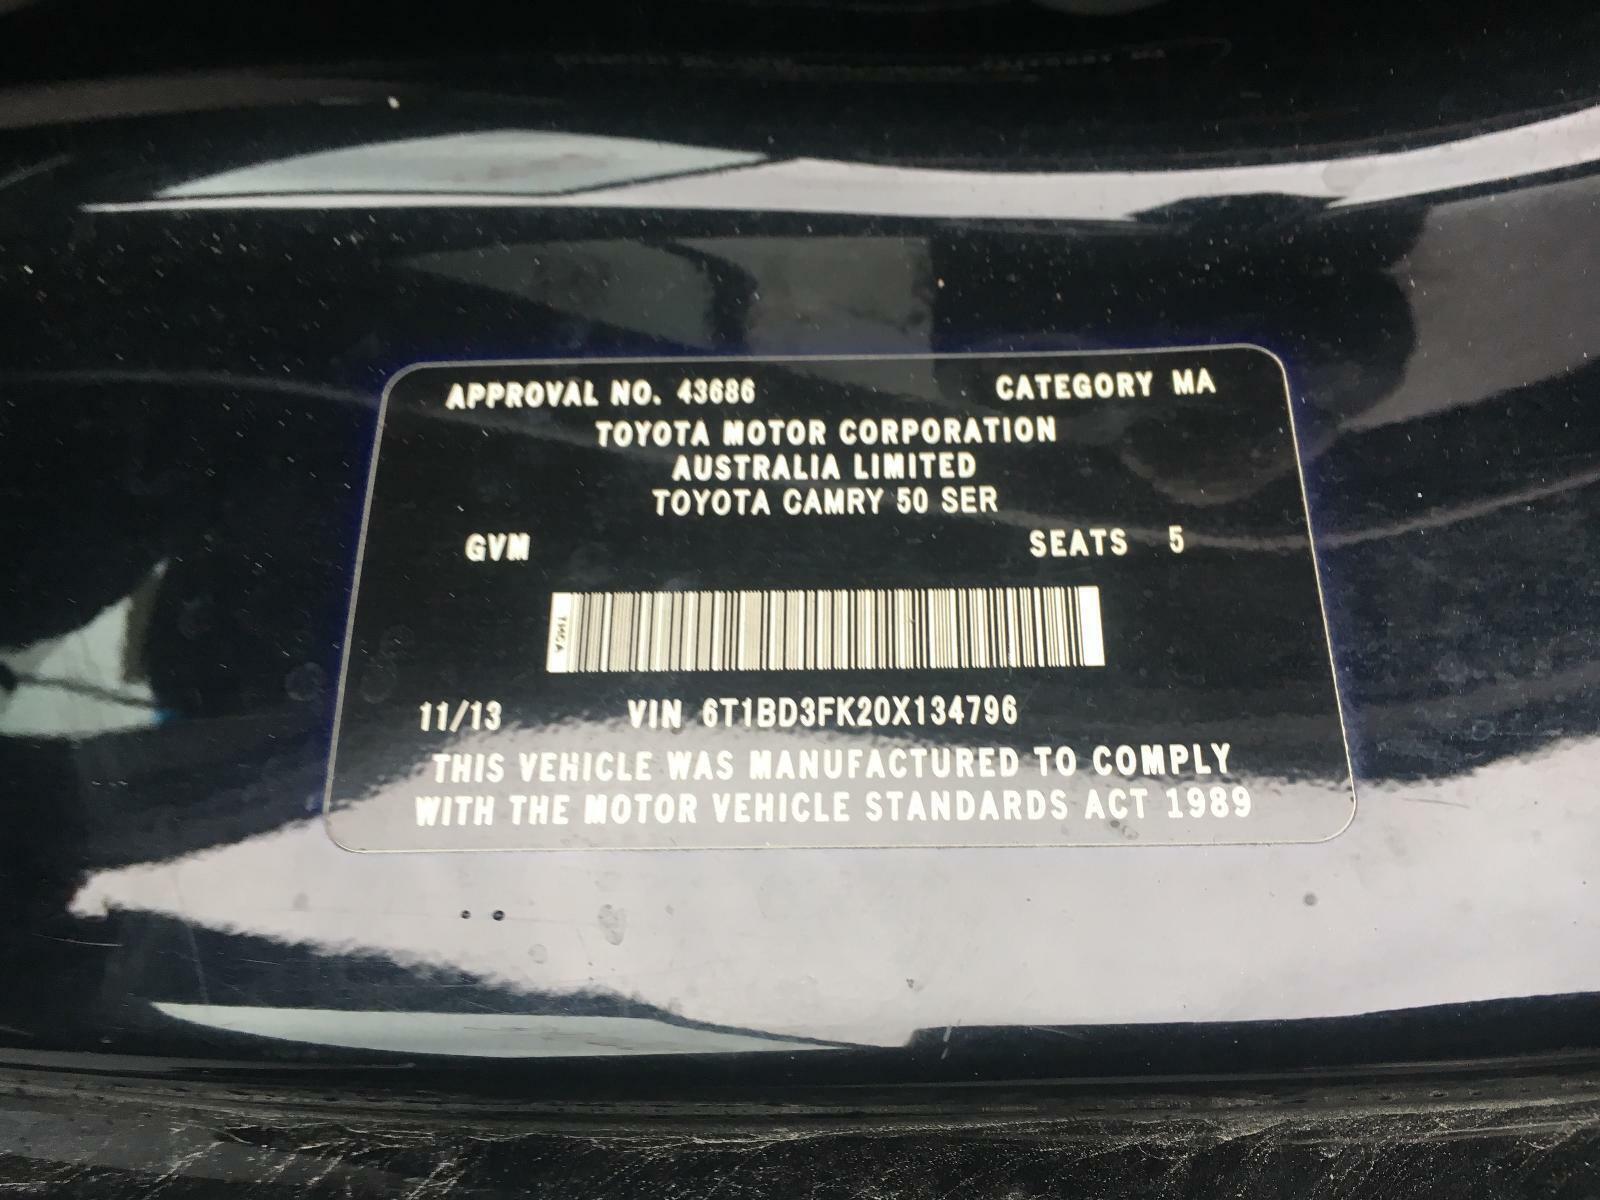 APPROVAL NO. 43686 CATEGORY MA
TOYOTA MOTOR CORPORATION
AUSTRALIA LIMITED
TOYOTA CAMRY 50 SER
GVM SEATS 5
TMCA
11/13 VIN 6T1BD3FK20X134796
THIS VEHICLE WAS MANUFACTURED TO COMPLY
WITH THE MOTOR VEHICLE STANDARDS ACT 1989